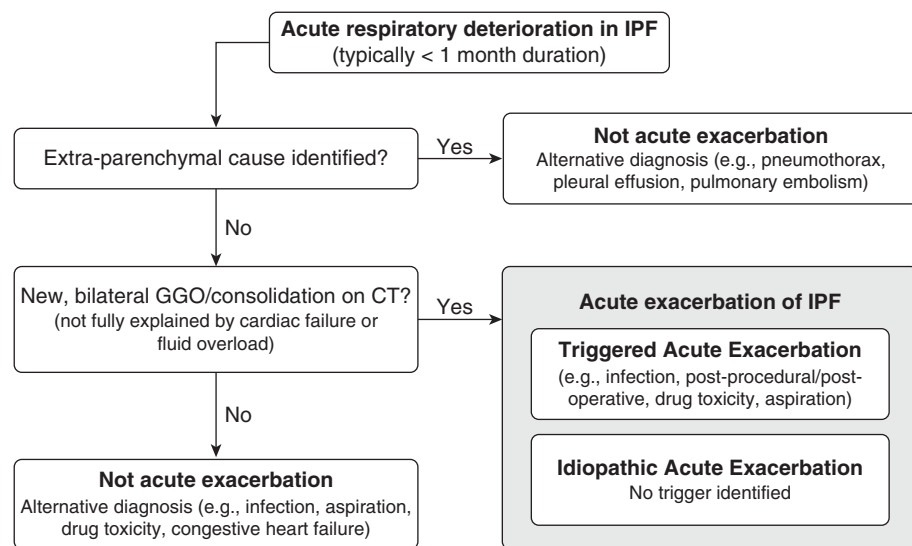 Acute respiratory deterioration in IPF
(typically < 1 month duration)
Extra-parenchymal cause identified?
Yes
Not acute exacerbation
Alternative diagnosis (e.g., pneumothorax,
pleural effusion, pulmonary embolism)
No
New, bilateral GGO/consolidation on CT?
(not fully explained by cardiac failure or
fluid overload)
Yes
Acute exacerbation of IPF
Triggered Acute Exacerbation
(e.g., infection, post-procedural/post-
operative, drug toxicity, aspiration)
Idiopathic Acute Exacerbation
No trigger identified
No
Not acute exacerbation
Alternative diagnosis (e.g., infection, aspiration,
drug toxicity, congestive heart failure)